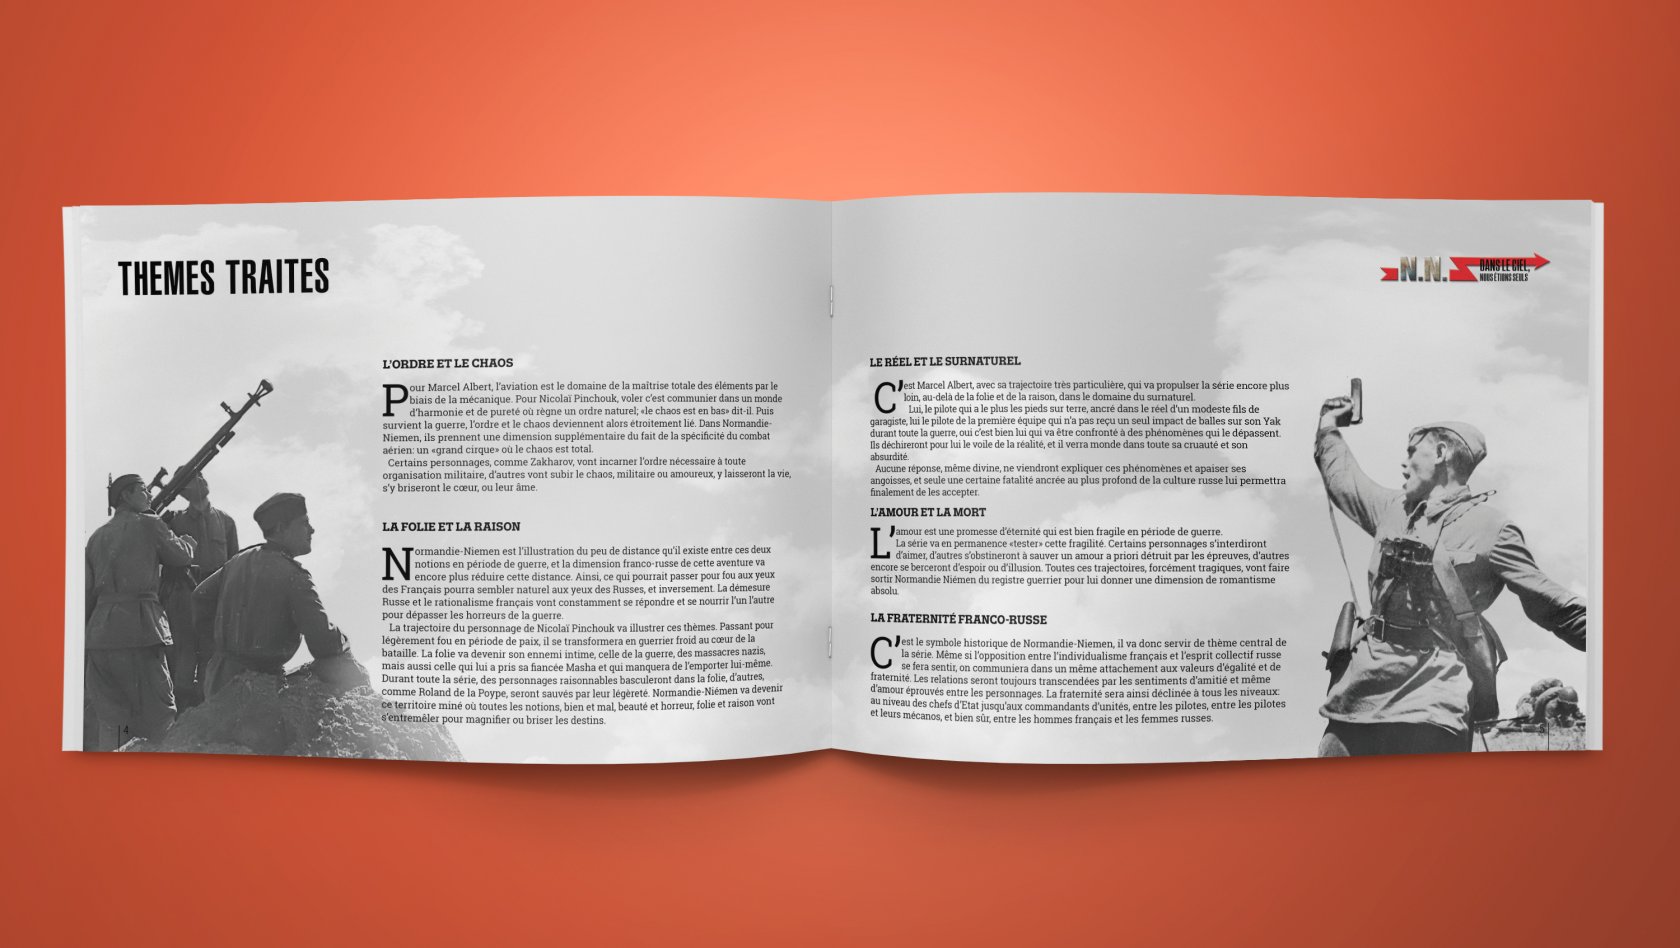 THEMES TRAITES
L'ORDRE ET LE CHAOS
Pour Marcel Albert, l'aviation est le domaine de la maîtrise totale des éléments par le
biais de la mécanique. Pour Nicolaï Pinchouk, voler c'est communier dans un monde
d'harmonie et de pureté où règne un ordre naturel; «le chaos est en bas» dit-il. Puis
survient la guerre, l'ordre et le chaos deviennent alors étroitement lié. Dans Normandie-
Niemen, ils prennent une dimension supplémentaire du fait de la spécificité du combat
aérien: un «grand cirque» où le chaos est total.
Certains personnages, comme Zakharov, vont incarner l'ordre nécessaire à toute
organisation militaire, d'autres vont subir le chaos, militaire ou amoureux, y laisseront la vie,
s'y briseront le cœur, ou leur âme.
LA FOLIE ET LA RAISON
Normandie-Niemen est l'illustration du peu de distance qu'il existe entre ces deux
notions en période de guerre, et la dimension franco-russe de cette aventure va
encore plus réduire cette distance. Ainsi, ce qui pourrait passer pour fou aux yeux
des Français pourra sembler naturel aux yeux des Russes, et inversement. La démesure
Russe et le rationalisme français vont constamment se répondre et se nourrir l'un l'autre
pour dépasser les horreurs de la guerre.
La trajectoire du personnage de Nicolaï Pinchouk va illustrer ces thèmes. Passant pour
légèrement fou en période de paix, il se transformera en guerrier froid au cœur de la
bataille. La folie va devenir son ennemi intime, celle de la guerre, des massacres nazis,
mais aussi celle qui lui a pris sa fiancée Masha et qui manquera de l'emporter lui-même.
Durant toute la série, des personnages raisonnables basculeront dans la folie, d'autres,
comme Roland de la Poype, seront sauvés par leur légèreté. Normandie-Niémen va devenir
ce territoire miné où toutes les notions, bien et mal, beauté et horreur, folie et raison vont
s'entremêler pour magnifier ou briser les destins.
4
N.N. DANS LE CIEL,
NOUS ÉTIONS SEULS
LE RÉEL ET LE SURNATUREL
C'est Marcel Albert, avec sa trajectoire très particulière, qui va propulser la série encore plus
loin, au-delà de la folie et de la raison, dans le domaine du surnaturel.
Lui, le pilote qui a le plus les pieds sur terre, ancré dans le réel d'un modeste fils de
garagiste, lui le pilote de la première équipe qui n'a pas reçu un seul impact de balles sur son Yak
durant toute la guerre, oui c'est bien lui qui va être confronté à des phénomènes qui le dépassent.
Ils déchireront pour lui le voile de la réalité, et il verra monde dans toute sa cruauté et son
absurdité.
Aucune réponse, même divine, ne viendront expliquer ces phénomènes et apaiser ses
angoisses, et seule une certaine fatalité ancrée au plus profond de la culture russe lui permettra
finalement de les accepter.
L'AMOUR ET LA MORT
L'amour est une promesse d'éternité qui est bien fragile en période de guerre.
La série va en permanence «tester» cette fragilité. Certains personnages s'interdiront
d'aimer, d'autres s'obstineront à sauver un amour a priori détruit par les épreuves, d'autres
encore se berceront d'espoir ou d'illusion. Toutes ces trajectoires, forcément tragiques, vont faire
sortir Normandie Niémen du registre guerrier pour lui donner une dimension de romantisme
absolu.
LA FRATERNITÉ FRANCO-RUSSE
C'est le symbole historique de Normandie-Niemen, il va donc servir de thème central de
la série. Même si l'opposition entre l'individualisme français et l'esprit collectif russe
se fera sentir, on communiera dans un même attachement aux valeurs d'égalité et de
fraternité. Les relations seront toujours transcendées par les sentiments d'amitié et même
d'amour éprouvés entre les personnages. La fraternité sera ainsi déclinée à tous les niveaux:
au niveau des chefs d'Etat jusqu'aux commandants d'unités, entre les pilotes, entre les pilotes
et leurs mécanos, et bien sûr, entre les hommes français et les femmes russes.
5